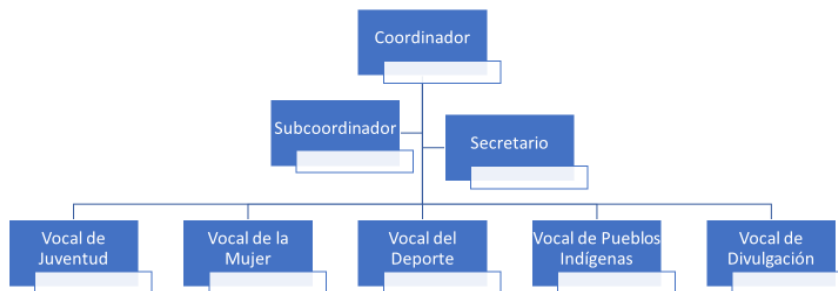 Coordinador
Subcoordinador
Secretario
Vocal de
Juventud
Vocal de la
Mujer
Vocal del
Deporte
Vocal de Pueblos
Indígenas
Vocal de
Divulgación